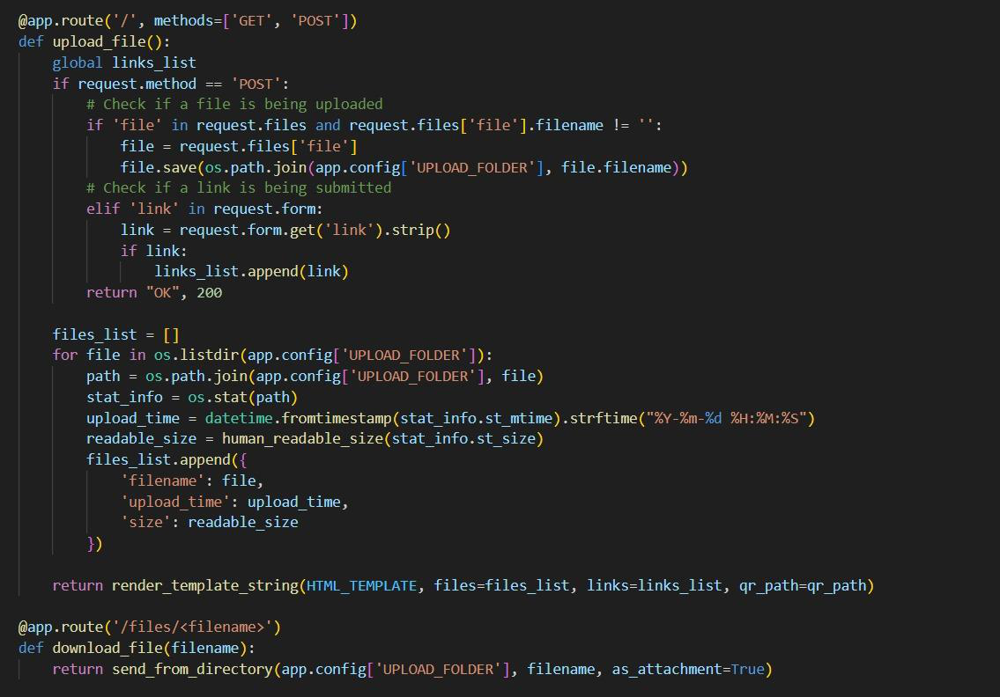 @app.route('/', methods=['GET', 'POST'])
def upload_file():
    global links_list
    if request.method == 'POST':
        # Check if a file is being uploaded
        if 'file' in request.files and request.files['file'].filename != '':
            file = request.files['file']
            file.save(os.path.join(app.config['UPLOAD_FOLDER'], file.filename))
        # Check if a link is being submitted
        elif 'link' in request.form:
            link = request.form.get('link').strip()
            if link:
                links_list.append(link)
        return "OK", 200

    files_list = []
    for file in os.listdir(app.config['UPLOAD_FOLDER']):
        path = os.path.join(app.config['UPLOAD_FOLDER'], file)
        stat_info = os.stat(path)
        upload_time = datetime.fromtimestamp(stat_info.st_mtime).strftime("%Y-%m-%d %H:%M:%S")
        readable_size = human_readable_size(stat_info.st_size)
        files_list.append({
            'filename': file,
            'upload_time': upload_time,
            'size': readable_size
        })

    return render_template_string(HTML_TEMPLATE, files=files_list, links=links_list, qr_path=qr_path)

@app.route('/files/<filename>')
def download_file(filename):
    return send_from_directory(app.config['UPLOAD_FOLDER'], filename, as_attachment=True)